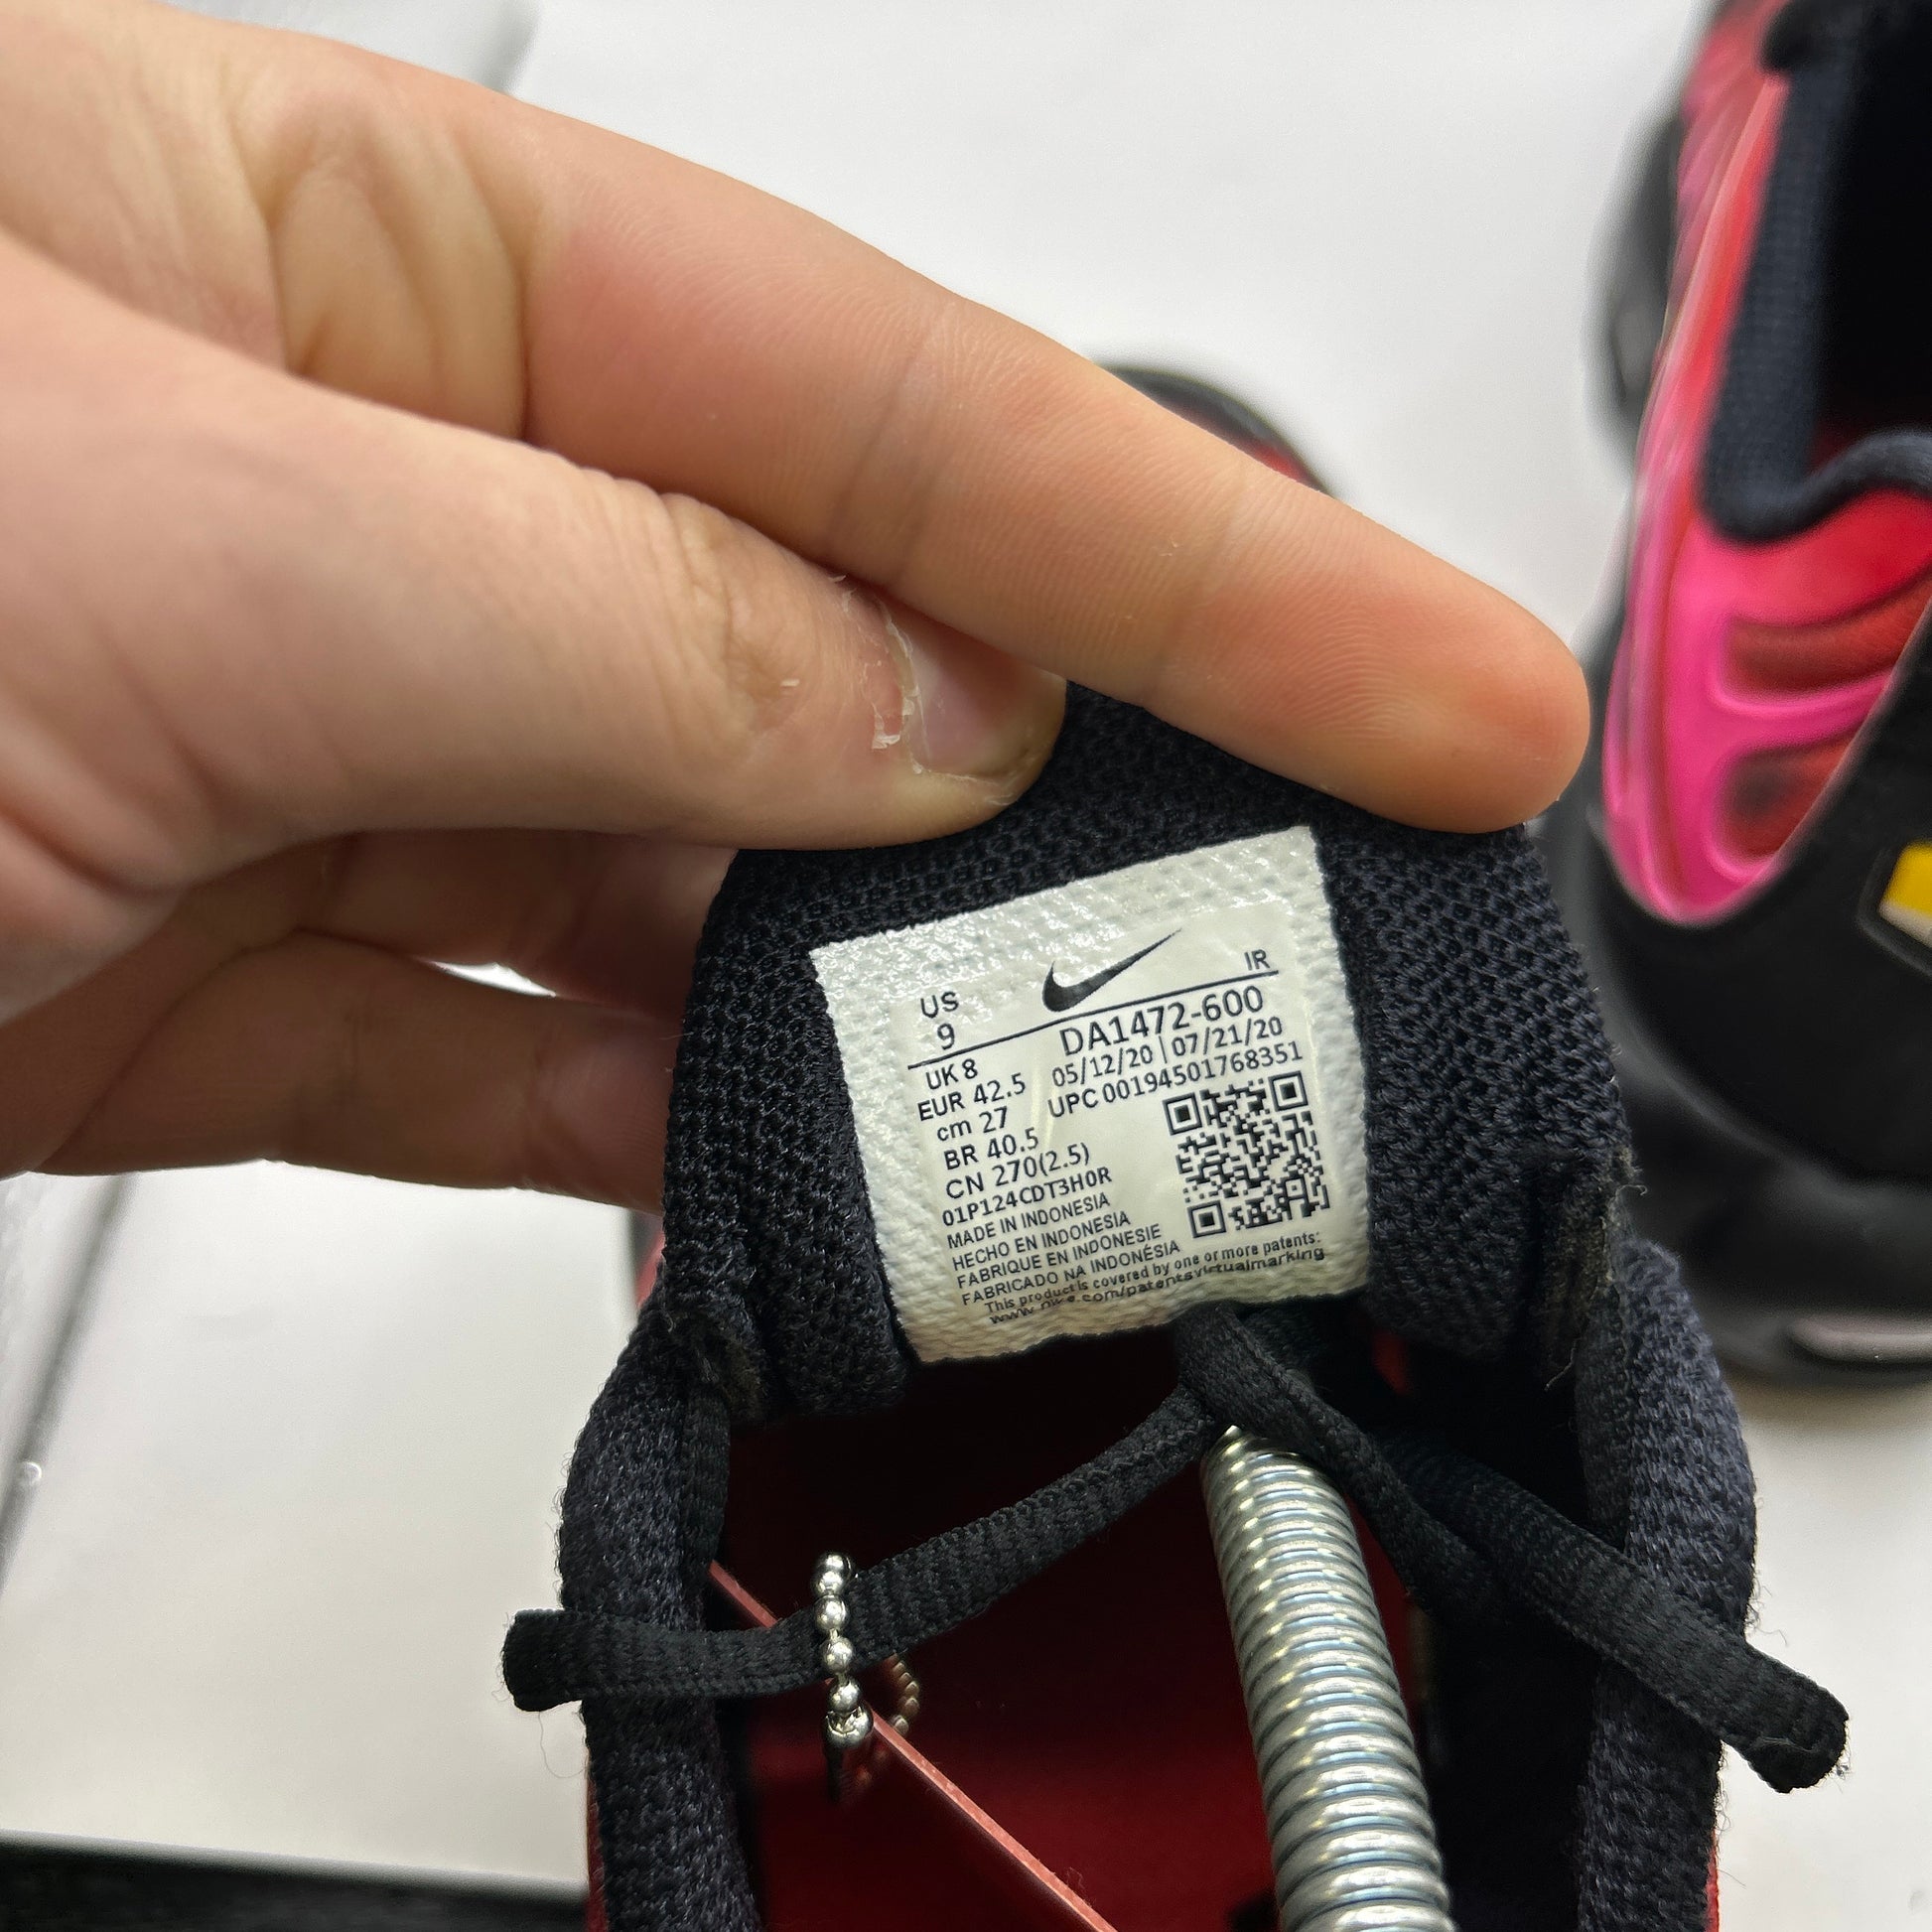 US
9
IR
DA1472-600
05/12/20 | 07/21/20
UPC 00194501768351
UK 8
EUR 42.5
cm 27
BR 40.5
CN 270(2.5)
01P124CDT3H0R
MADE IN INDONESIA
HECHO EN INDONESIA
FABRIQUE EN INDONESIE
FABRICADO NA INDONÉSIA
This product is covered by one or more patents: